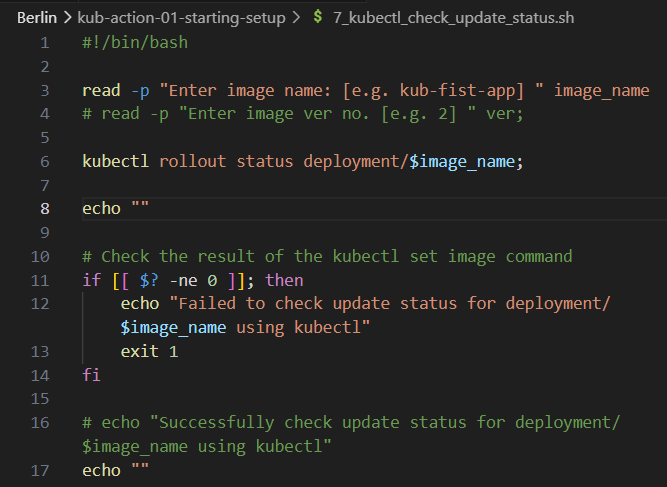 Berlin > kub-action-01-starting-setup > $ 7_kubectl_check_update_status.sh
1 #!/bin/bash
2
3 read -p "Enter image name: [e.g. kub-fist-app] " image_name
4 # read -p "Enter image ver no. [e.g. 2] " ver;
5
6 kubectl rollout status deployment/$image_name;
7
8 echo ""
9
10 # Check the result of the kubectl set image command
11 if [[ $? -ne 0 ]]; then
12 echo "Failed to check update status for deployment/
$image_name using kubectl"
13 exit 1
14 fi
15
16 # echo "Successfully check update status for deployment/
$image_name using kubectl"
17 echo ""